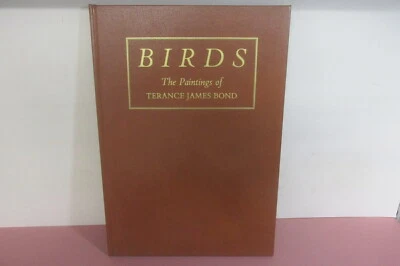 BIRDS
The Paintings of
TERANCE JAMES BOND